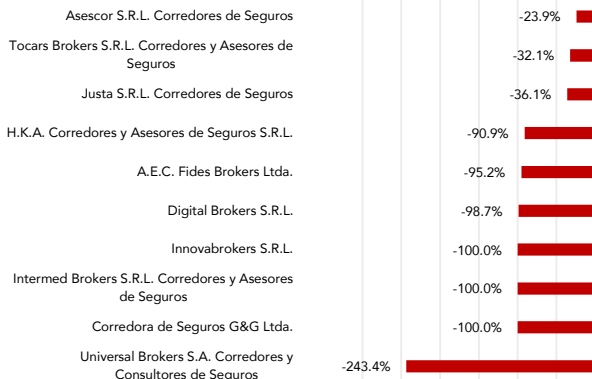 Asescor S.R.L. Corredores de Seguros
-23.9%
Tocars Brokers S.R.L. Corredores y Asesores de
Seguros
-32.1%
Justa S.R.L. Corredores de Seguros
-36.1%
H.K.A. Corredores y Asesores de Seguros S.R.L.
-90.9%
A.E.C. Fides Brokers Ltda.
-95.2%
Digital Brokers S.R.L.
-98.7%
Innovabrokers S.R.L.
-100.0%
Intermed Brokers S.R.L. Corredores y Asesores
de Seguros
-100.0%
Corredora de Seguros G&G Ltda.
-100.0%
Universal Brokers S.A. Corredores y
Consultores de Seguros
-243.4%